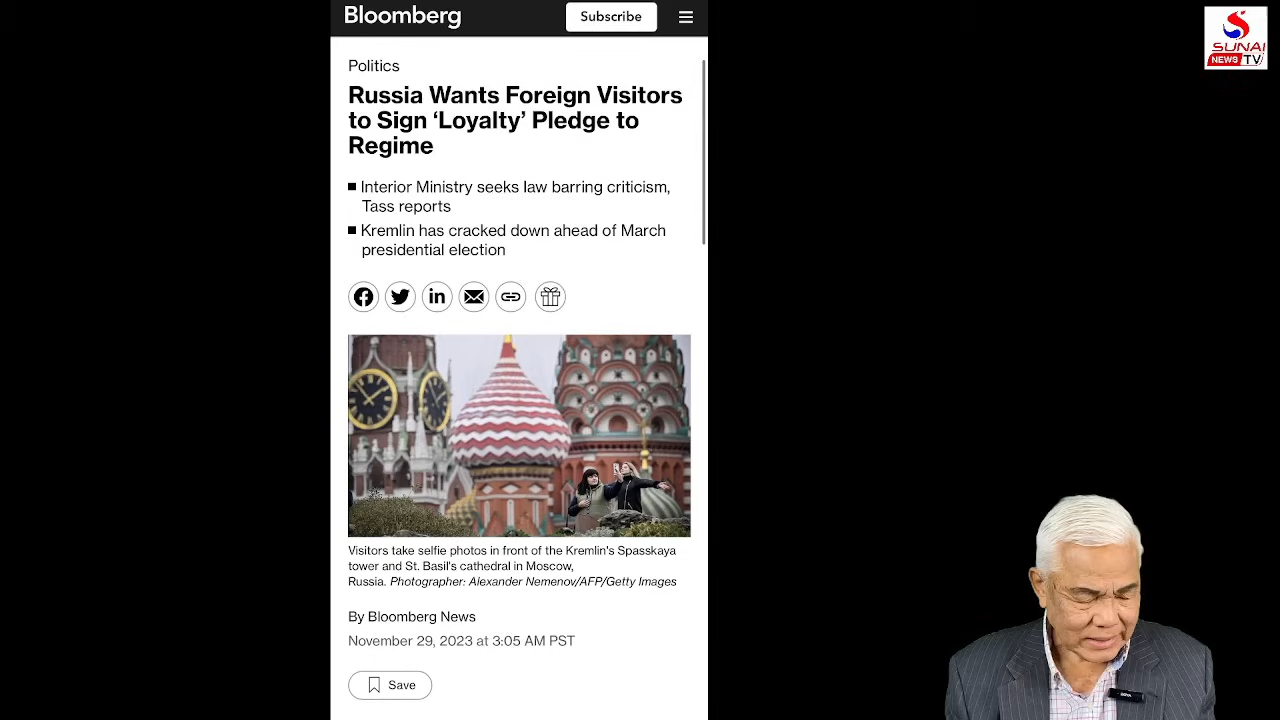 Bloomberg
Subscribe
SUNAI
NEWS TV
Politics
Russia Wants Foreign Visitors
to Sign ‘Loyalty’ Pledge to
Regime
Interior Ministry seeks law barring criticism,
Tass reports
Kremlin has cracked down ahead of March
presidential election
Visitors take selfie photos in front of the Kremlin's Spasskaya
tower and St. Basil's cathedral in Moscow,
Russia. Photographer: Alexander Nemenov/AFP/Getty Images
By Bloomberg News
November 29, 2023 at 3:05 AM PST
Save